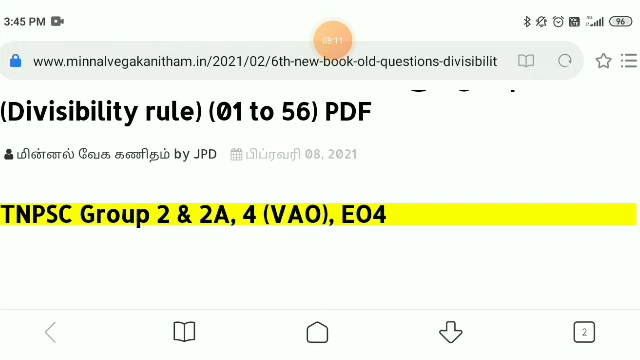 3:45 PM
96
08:11
www.minnalvegakanitham.in/2021/02/6th-new-book-old-questions-divisibilit
(Divisibility rule) (01 to 56) PDF
மின்னல் வேக கணிதம் by JPD பிப்ரவரி 08, 2021
TNPSC Group 2 & 2A, 4 (VAO), EO4
2